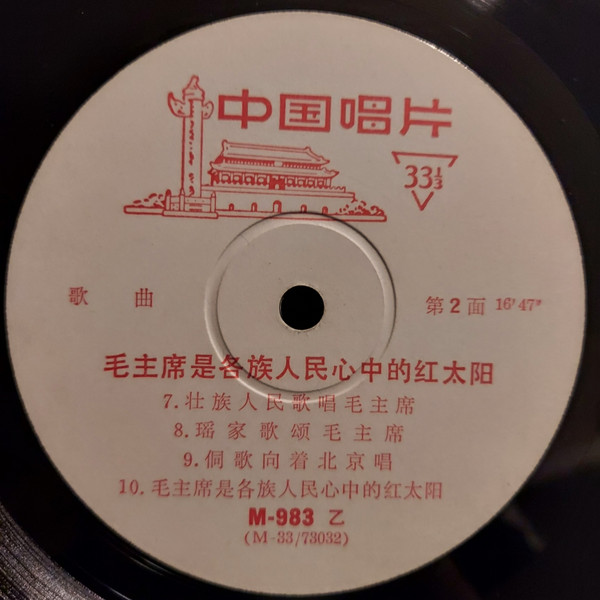 中国唱片
33⅓
歌 曲
第2面 16'47"
毛主席是各族人民心中的红太阳
7.壮族人民歌唱毛主席
8.瑶家歌颂毛主席
9.侗歌向着北京唱
10.毛主席是各族人民心中的红太阳
M-983 乙
(M-33/73032)